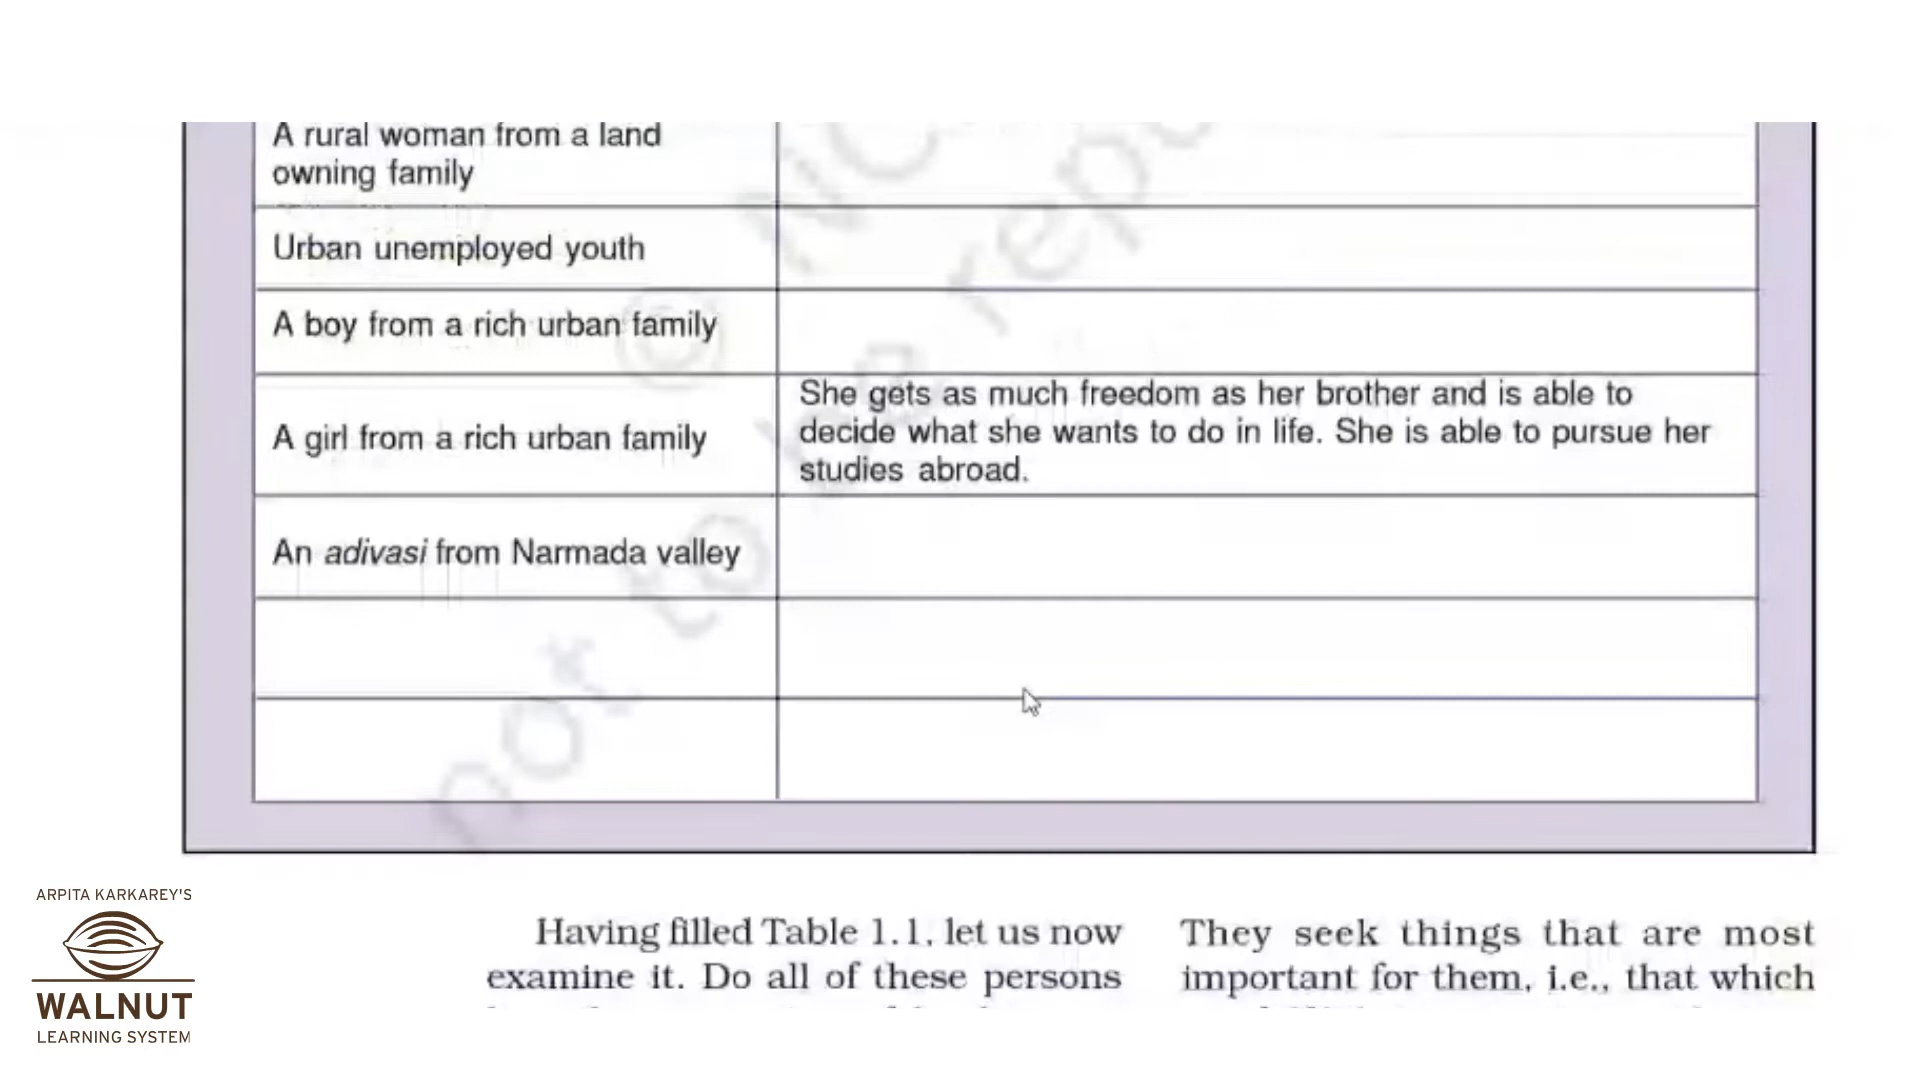 A rural woman from a land
owning family
Urban unemployed youth
A boy from a rich urban family
She gets as much freedom as her brother and is able to
A girl from a rich urban family
decide what she wants to do in life. She is able to pursue her
studies abroad.
An adivasi from Narmada valley
©
not to be
ARPITA KARKAREY'S
WALNUT
LEARNING SYSTEM
Having filled Table 1.1, let us now
examine it. Do all of these persons
They seek things that are most
important for them, i.e., that which